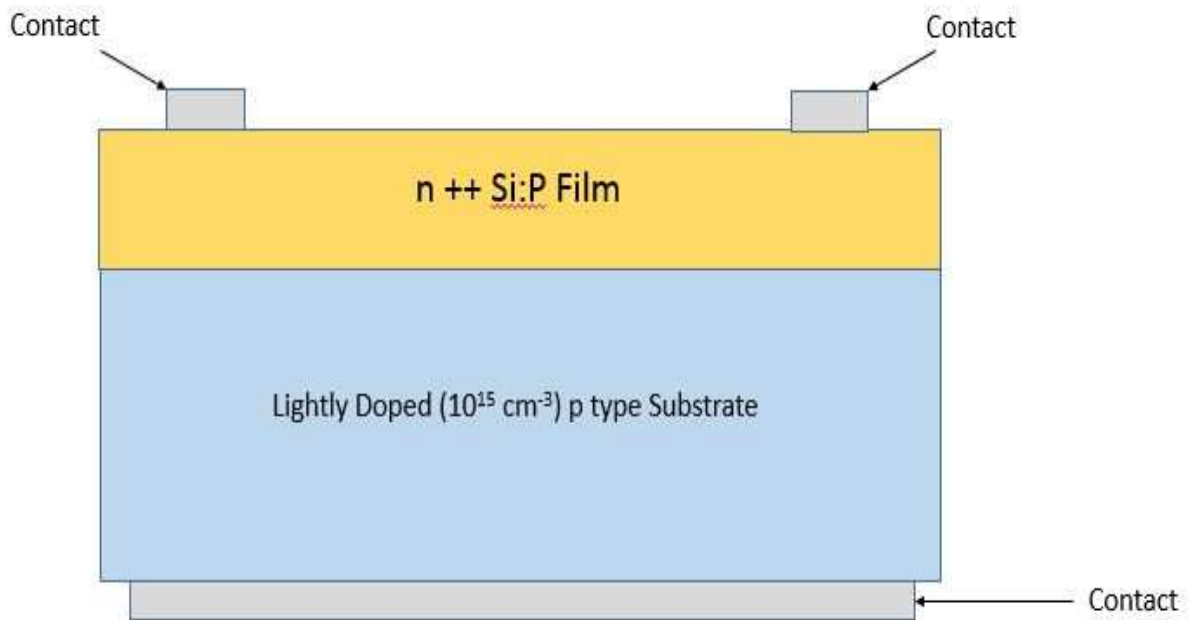 Contact
Contact
n ++ Si:P Film
Lightly Doped (10¹⁵ cm⁻³) p type Substrate
Contact